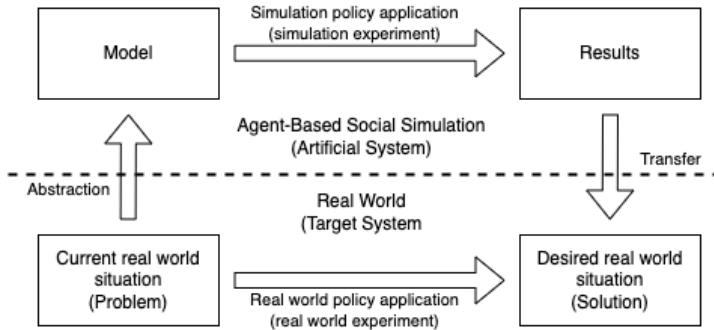 Simulation policy application
(simulation experiment)
Model
Results
Agent-Based Social Simulation
(Artificial System)
Transfer
Abstraction
Real World
(Target System
Current real world
situation
(Problem)
Desired real world
situation
(Solution)
Real world policy application
(real world experiment)